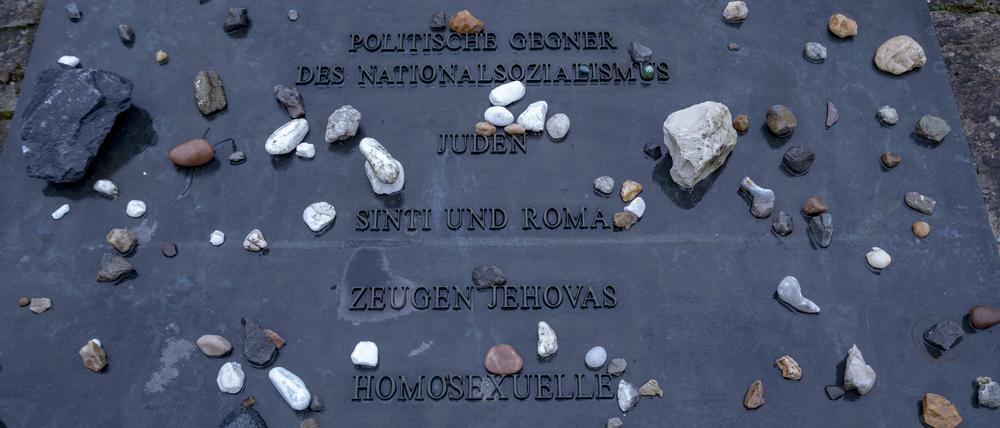 POLITISCHE GEGNER
DES NATIONALSOZIALISMUS
JUDEN
SINTI UND ROMA
ZEUGEN JEHOVAS
HOMOSEXUELLE